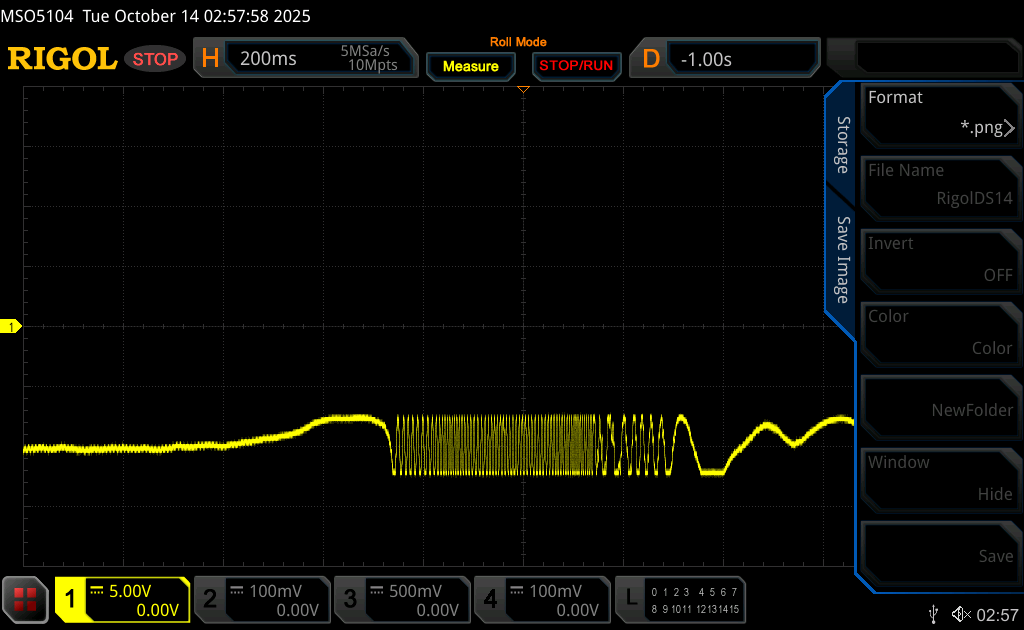 MSO5104 Tue October 14 02:57:58 2025
RIGOL STOP H 200ms 5MSa/s 10Mpts Roll Mode Measure STOP/RUN D -1.00s
Storage
Save Image
Format
*.png
File Name
RigolDS14
Invert
OFF
Color
Color
NewFolder
Window
Hide
Save
1
1 5.00V 0.00V
2 100mV 0.00V
3 500mV 0.00V
4 100mV 0.00V
L 0 1 2 3 4 5 6 7
8 9 10 11 12 13 14 15
02:57